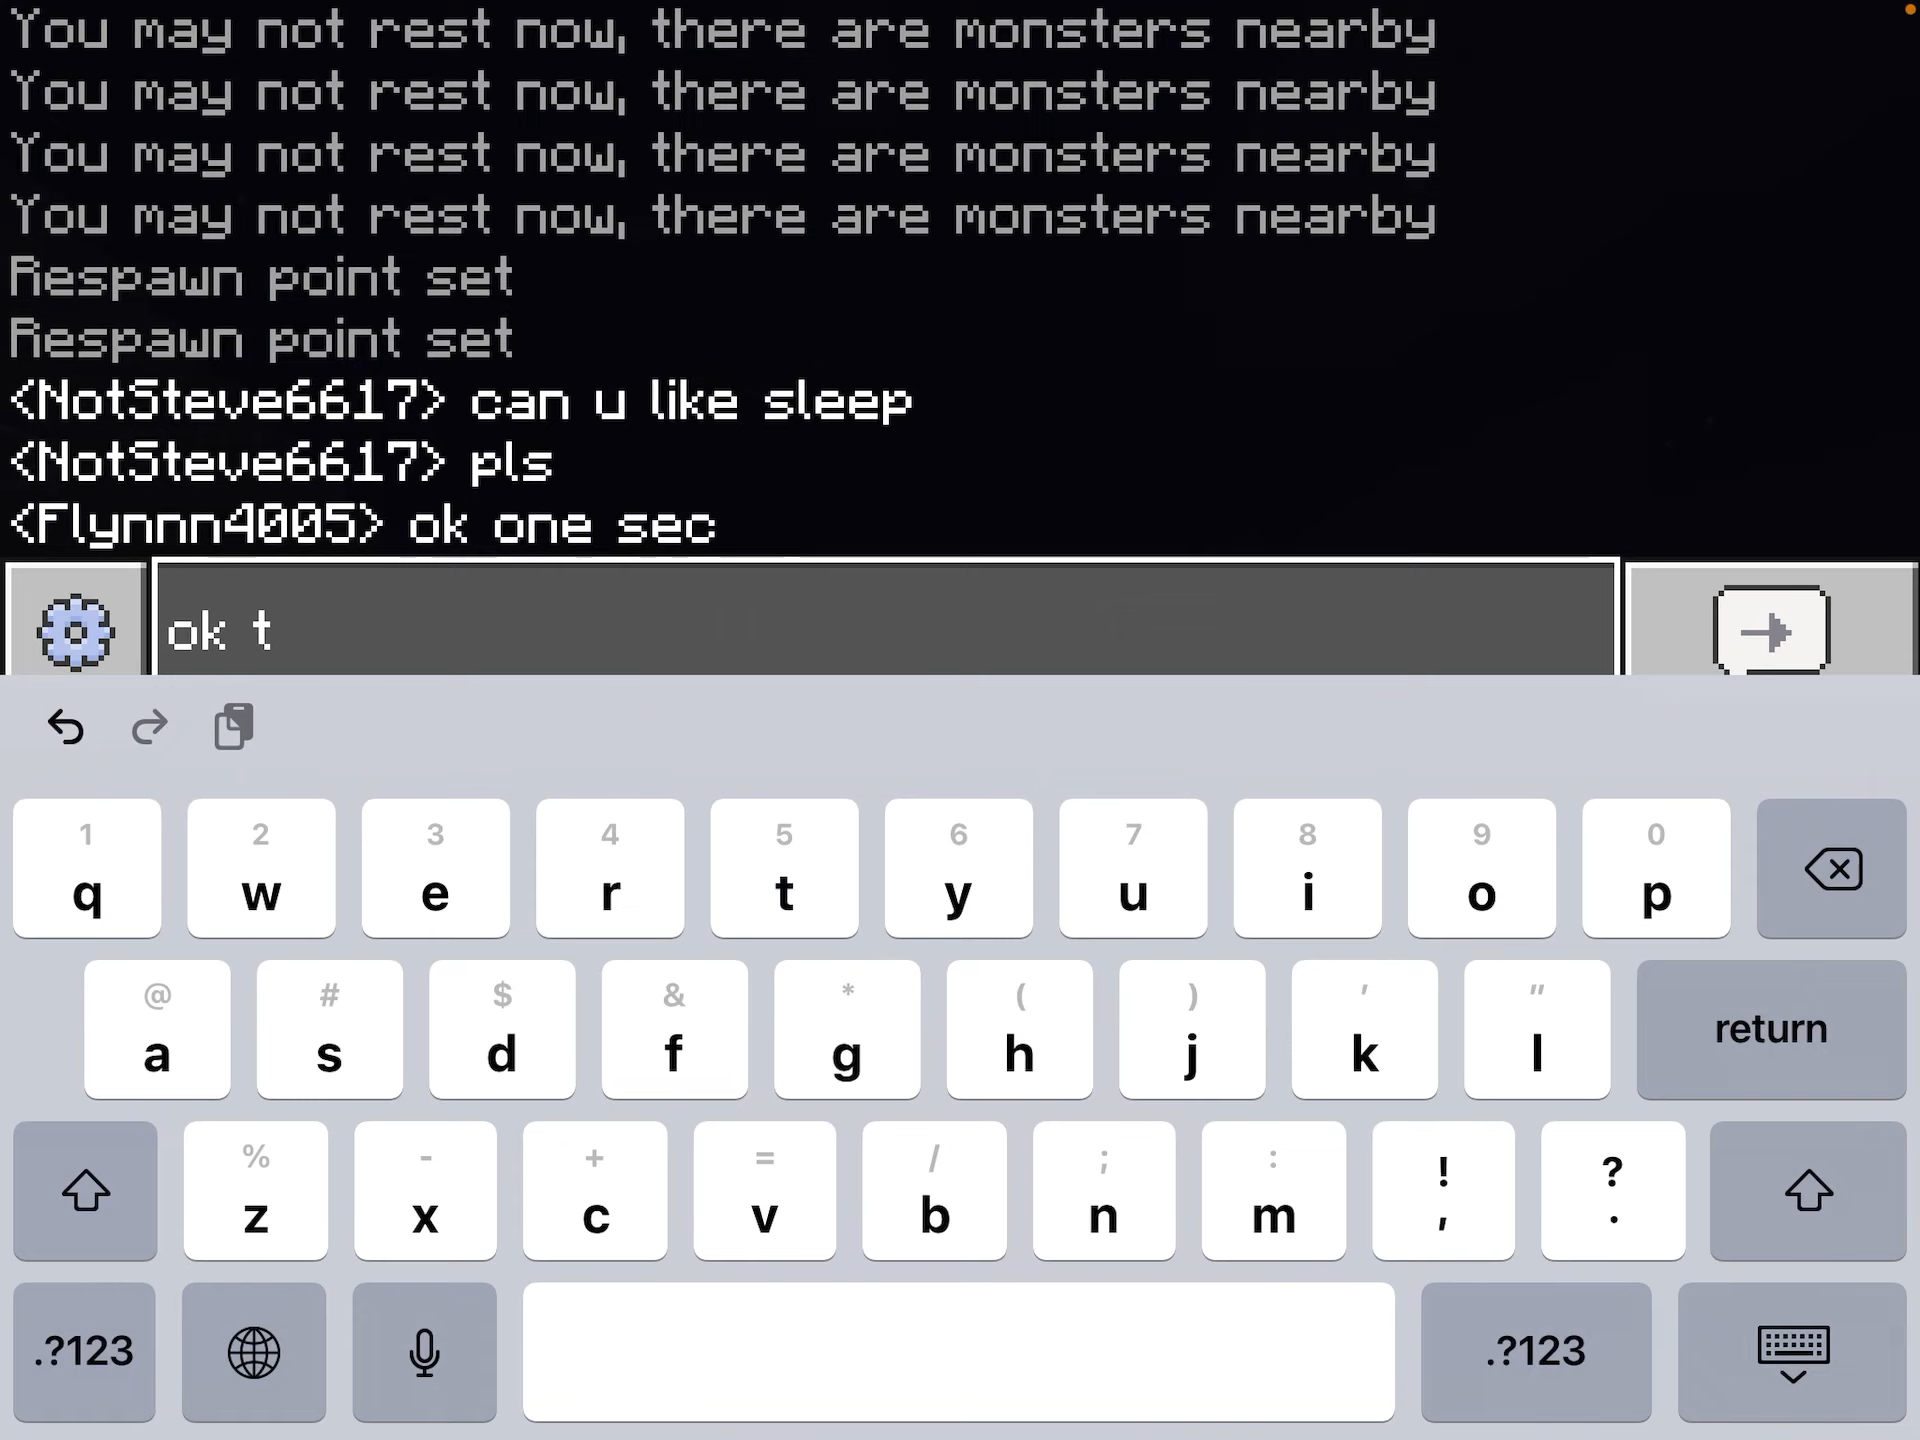 You may not rest now, there are monsters nearby
You may not rest now, there are monsters nearby
You may not rest now, there are monsters nearby
You may not rest now, there are monsters nearby
Respawn point set
Respawn point set
<NotSteve6617> can u like sleep
<NotSteve6617> pls
<Flynnn4005> ok one sec
ok t
1 2 3 4 5 6 7 8 9 0
q w e r t y u i o p
@ # $ & * ( ) ' "
a s d f g h j k l return
% - + = / ; : ! ?
z x c v b n m , .
.?123 .?123